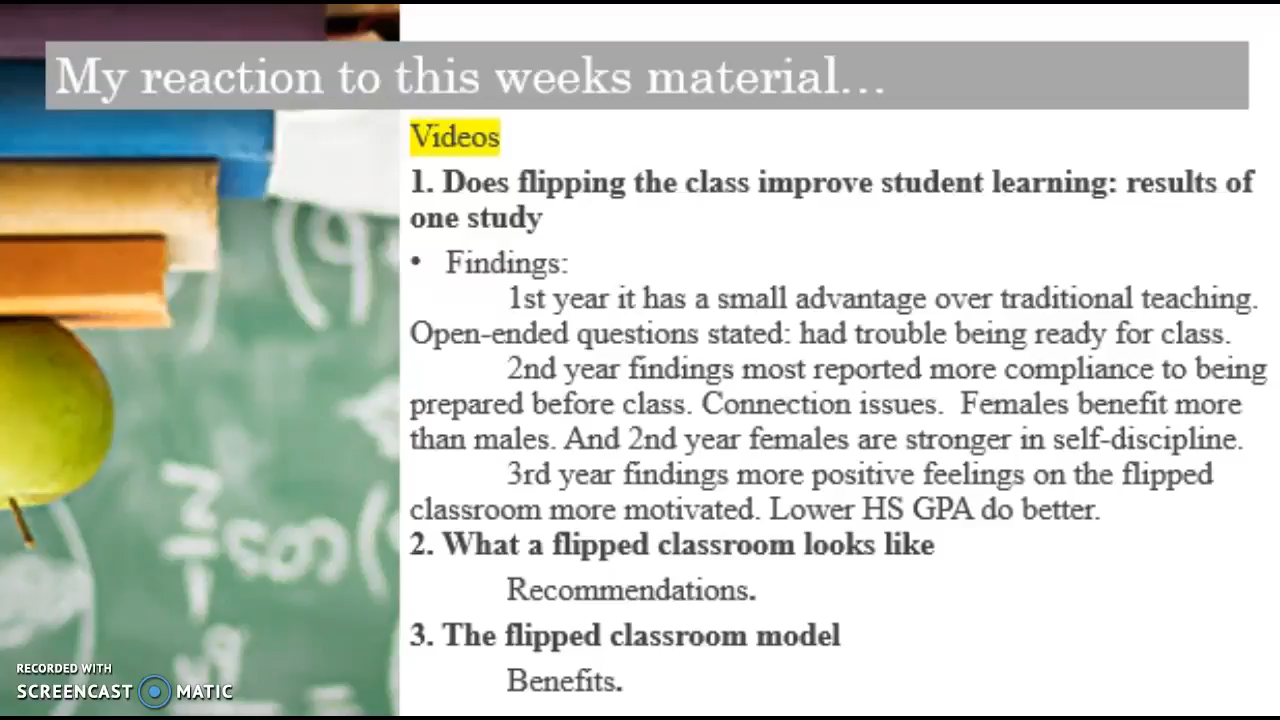 My reaction to this weeks material…
Videos
1. Does flipping the class improve student learning: results of
one study
• Findings:
1st year it has a small advantage over traditional teaching.
Open-ended questions stated: had trouble being ready for class.
2nd year findings most reported more compliance to being
prepared before class. Connection issues.  Females benefit more
than males. And 2nd year females are stronger in self-discipline.
3rd year findings more positive feelings on the flipped
classroom more motivated. Lower HS GPA do better.
2. What a flipped classroom looks like
Recommendations.
3. The flipped classroom model
Benefits.
RECORDED WITH
SCREENCAST MATIC